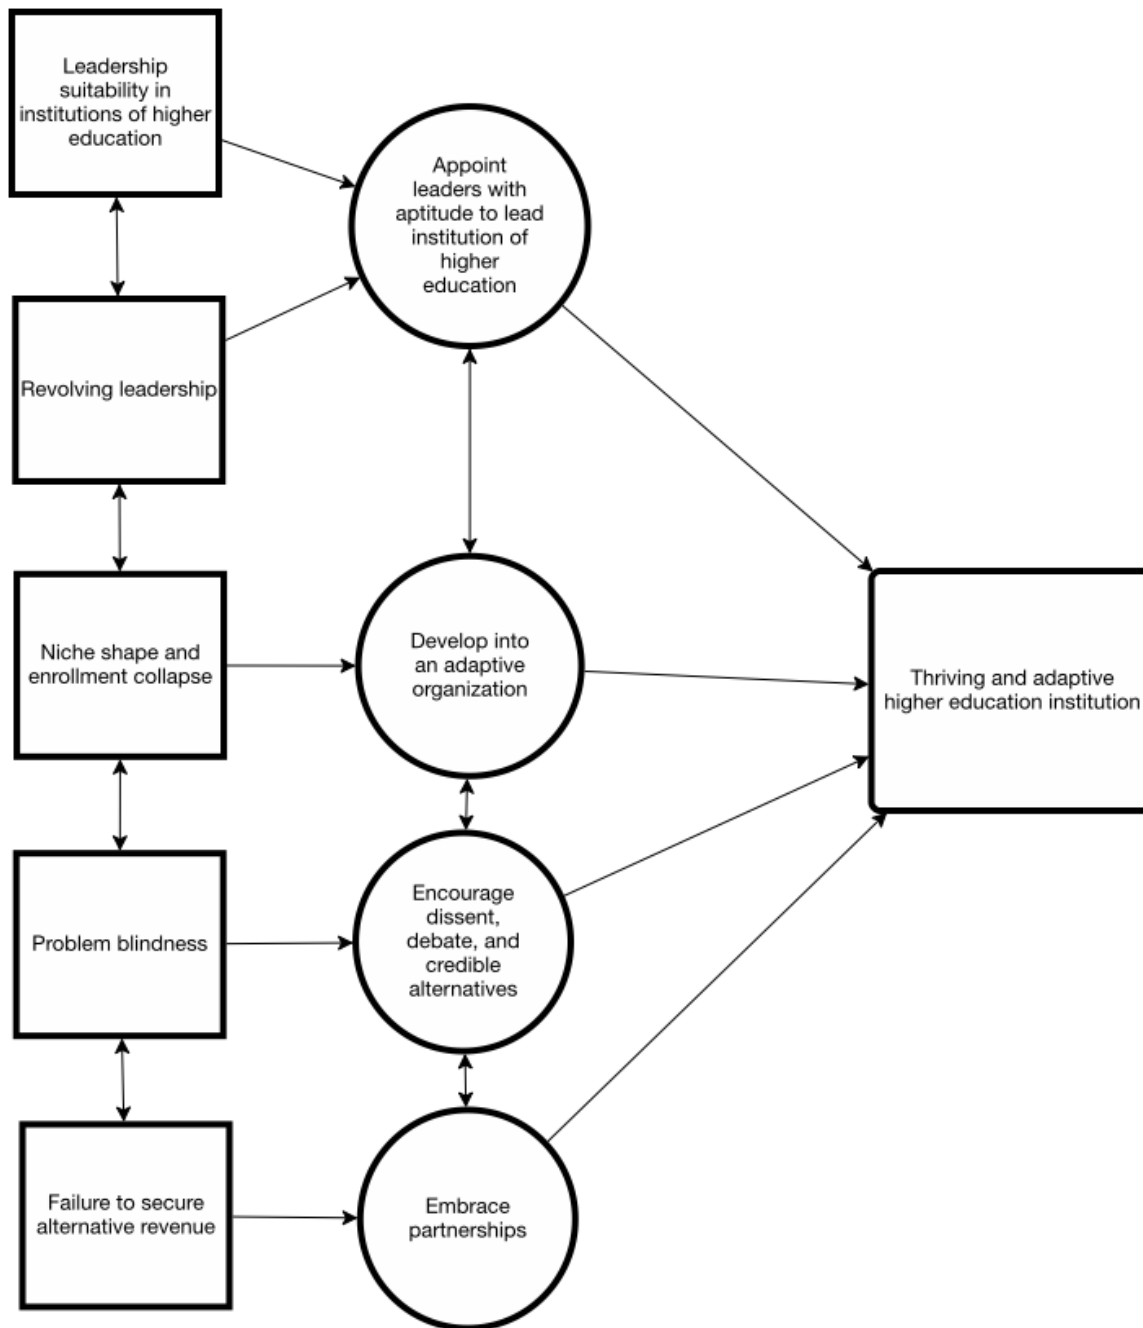 Leadership
suitability in
institutions of higher
education
Appoint
leaders with
aptitude to lead
institution of
higher
education
Revolving leadership
Niche shape and
enrollment collapse
Develop into
an adaptive
organization
Thriving and adaptive
higher education institution
Problem blindness
Encourage
dissent,
debate, and
credible
alternatives
Failure to secure
alternative revenue
Embrace
partnerships